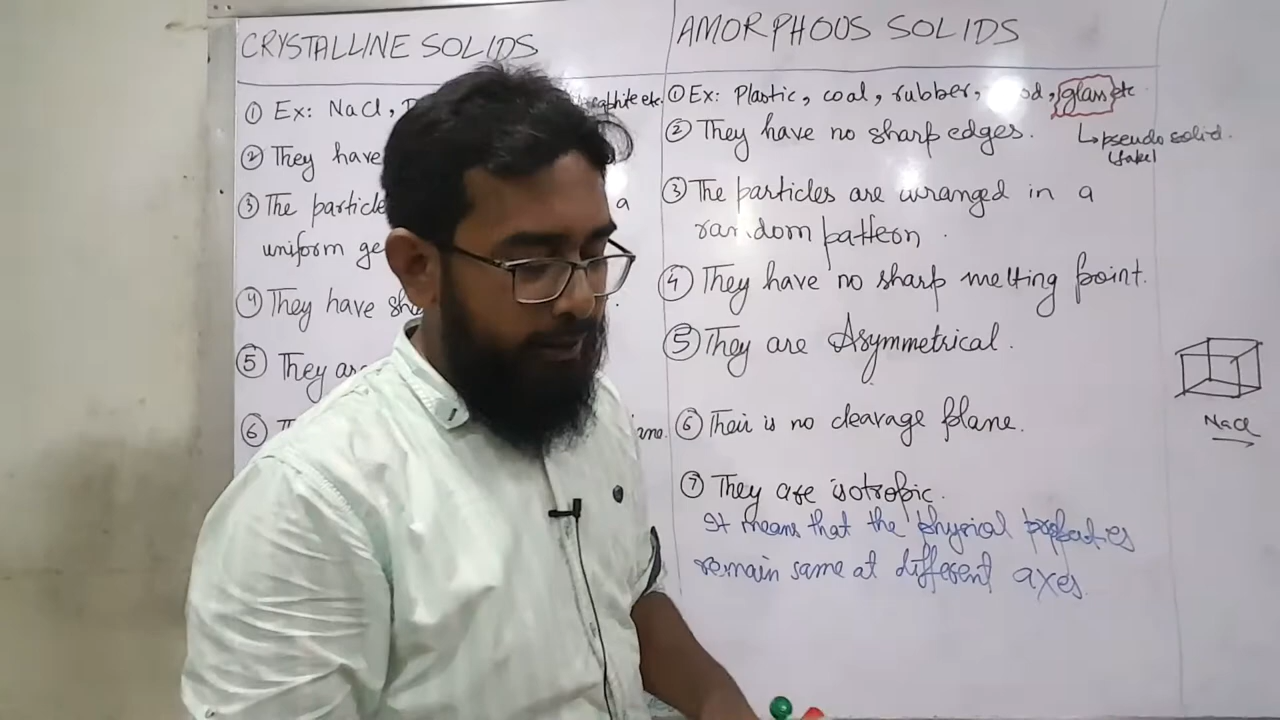 CRYSTALLINE SOLIDS
① Ex: NaCl, graphite etc.
② They have
③ The particle a
uniform ge
④ They have sha
⑤ They are
⑥
AMORPHOUS SOLIDS
① Ex: Plastic, coal, rubber, glass etc
↳ pseudo solid.
(fake)
② They have no sharp edges.
③ The particles are arranged in a
random pattern.
④ They have no sharp melting point.
⑤ They are Asymmetrical.
⑥ Their is no cleavage plane.
⑦ They are isotropic.
It means that the physical properties
remain same at different axes.
NaCl